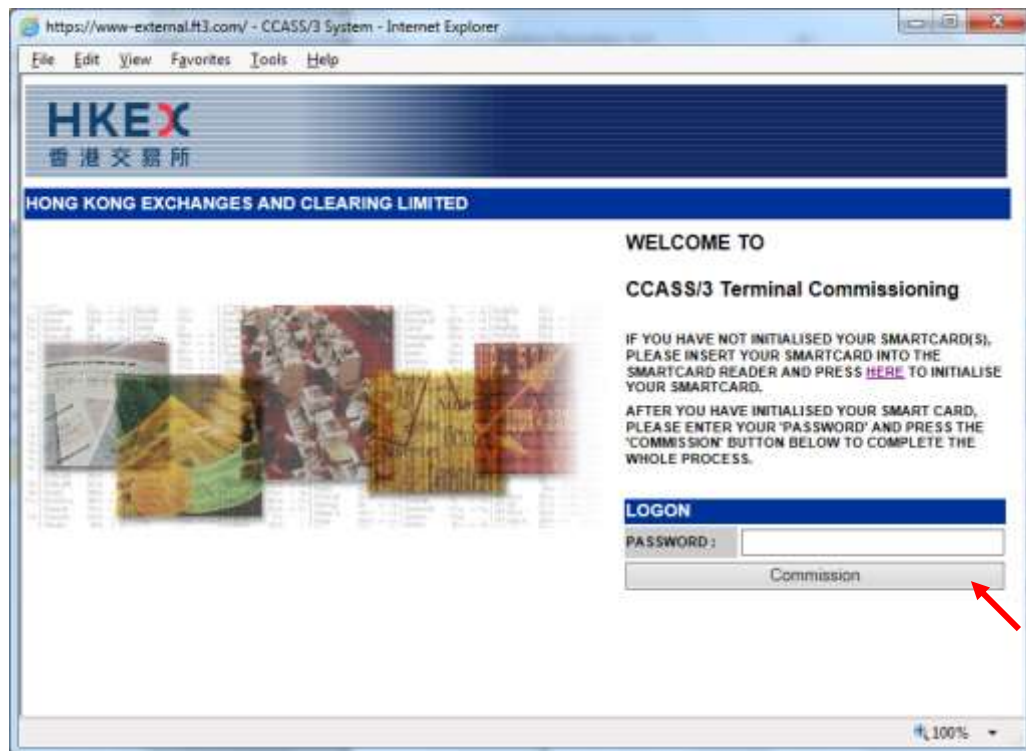 https://www-external.ft3.com/ - CCASS/3 System - Internet Explorer
File Edit View Favorites Tools Help
HKEX
香港交易所
HONG KONG EXCHANGES AND CLEARING LIMITED
WELCOME TO
CCASS/3 Terminal Commissioning
IF YOU HAVE NOT INITIALISED YOUR SMARTCARD(S),
PLEASE INSERT YOUR SMARTCARD INTO THE
SMARTCARD READER AND PRESS HERE TO INITIALISE
YOUR SMARTCARD.
AFTER YOU HAVE INITIALISED YOUR SMART CARD,
PLEASE ENTER YOUR 'PASSWORD' AND PRESS THE
'COMMISSION' BUTTON BELOW TO COMPLETE THE
WHOLE PROCESS.
LOGON
PASSWORD :
Commission
100%